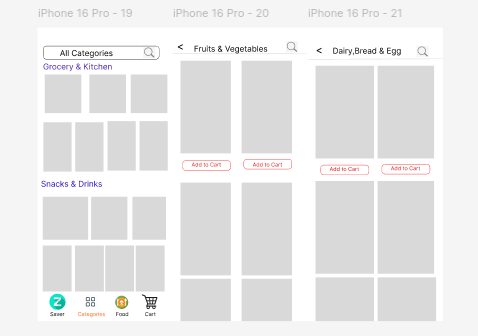 iPhone 16 Pro - 19
iPhone 16 Pro - 20
iPhone 16 Pro - 21
All Categories
Grocery & Kitchen
Snacks & Drinks
Z
Saver
Categories
Food
Cart
<
Fruits & Vegetables
Add to Cart
Add to Cart
<
Dairy,Bread & Egg
Add to Cart
Add to Cart